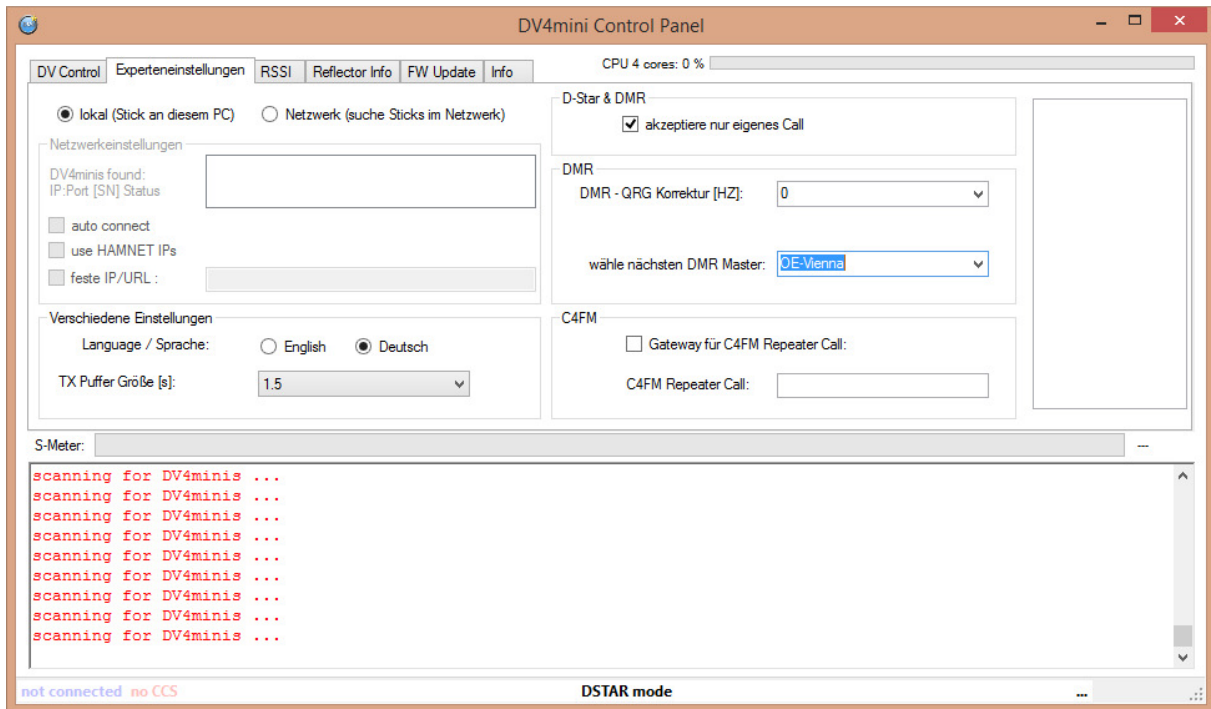 DV4mini Control Panel
DV Control
Experteneinstellungen
RSSI
Reflector Info
FW Update
Info
CPU 4 cores: 0 %
lokal (Stick an diesem PC)
Netzwerk (suche Sticks im Netzwerk)
Netzwerkeinstellungen
DV4minis found:
IP:Port [SN] Status
auto connect
use HAMNET IPs
feste IP/URL :
Verschiedene Einstellungen
Language / Sprache:
English
Deutsch
TX Puffer Größe [s]:
1.5
D-Star & DMR
akzeptiere nur eigenes Call
DMR
DMR - QRG Korrektur [HZ]:
0
wähle nächsten DMR Master:
OE-Vienna
C4FM
Gateway für C4FM Repeater Call:
C4FM Repeater Call:
S-Meter:
---
scanning for DV4minis ...
scanning for DV4minis ...
scanning for DV4minis ...
scanning for DV4minis ...
scanning for DV4minis ...
scanning for DV4minis ...
scanning for DV4minis ...
scanning for DV4minis ...
scanning for DV4minis ...
not connected no CCS
DSTAR mode
...